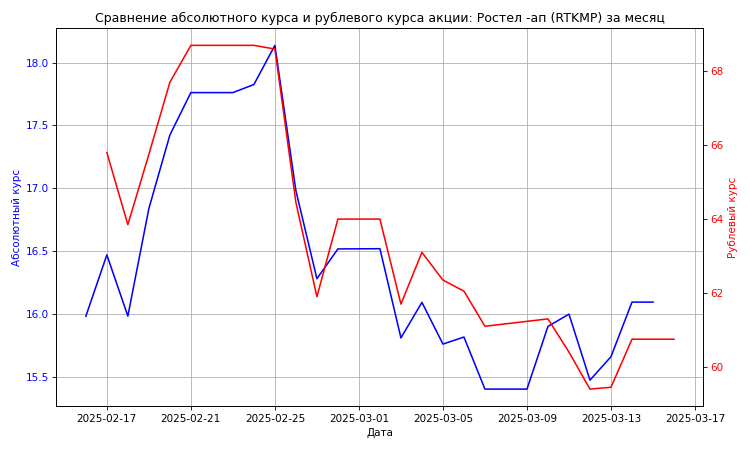 Сравнение абсолютного курса и рублевого курса акции: Ростел -ап (RTKMP) за месяц
18.0
17.5
17.0
16.5
16.0
15.5
Абсолютный курс
68
66
64
62
60
Рублевый курс
2025-02-17 2025-02-21 2025-02-25 2025-03-01 2025-03-05 2025-03-09 2025-03-13 2025-03-17
Дата